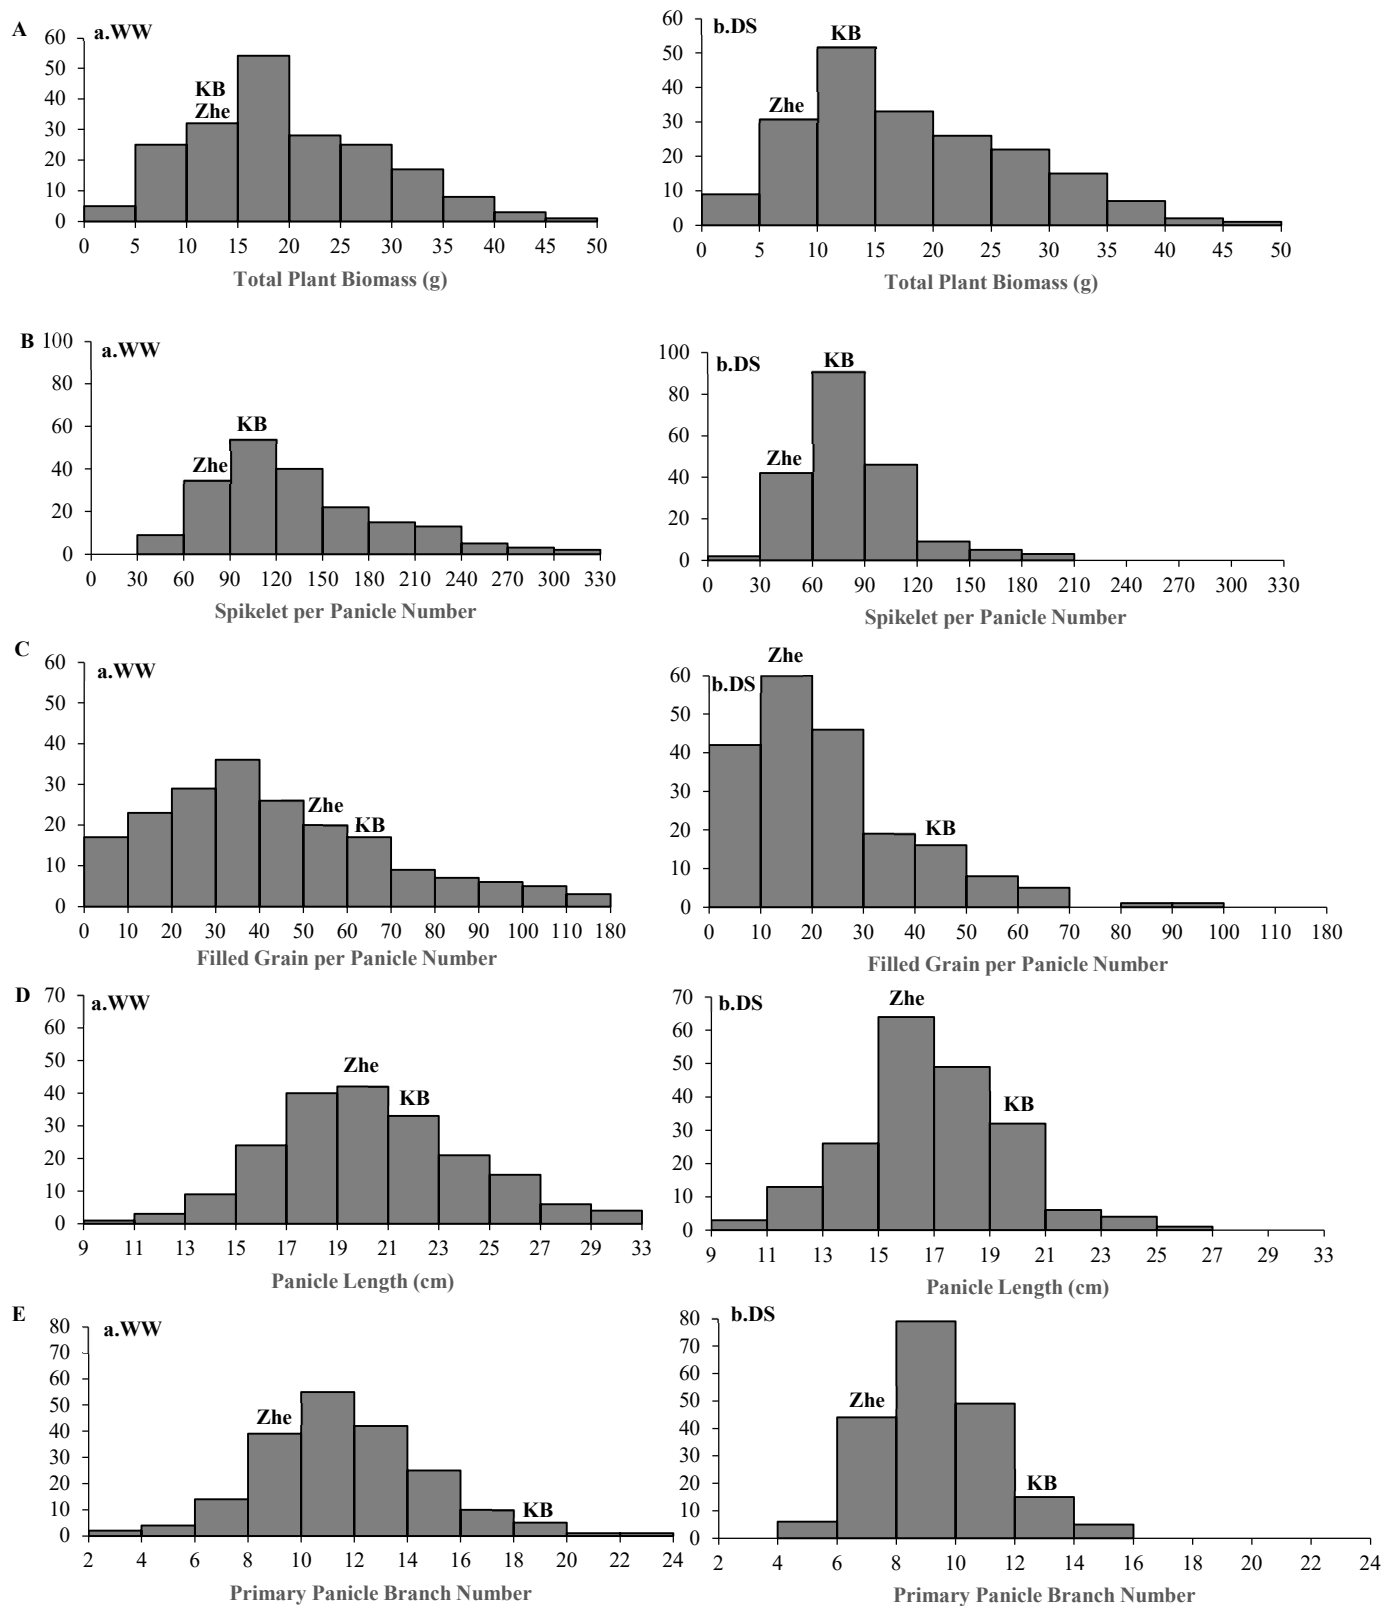 A
a.WW
KB
Zhe
60
50
40
30
20
10
0
0 5 10 15 20 25 30 35 40 45 50
Total Plant Biomass (g)
b.DS
KB
Zhe
60
50
40
30
20
10
0
0 5 10 15 20 25 30 35 40 45 50
Total Plant Biomass (g)
B
a.WW
KB
Zhe
100
80
60
40
20
0
0 30 60 90 120 150 180 210 240 270 300 330
Spikelet per Panicle Number
b.DS
KB
Zhe
100
80
60
40
20
0
0 30 60 90 120 150 180 210 240 270 300 330
Spikelet per Panicle Number
C
a.WW
Zhe
KB
60
50
40
30
20
10
0
0 10 20 30 40 50 60 70 80 90 100 110 180
Filled Grain per Panicle Number
Zhe
b.DS
KB
60
50
40
30
20
10
0
0 10 20 30 40 50 60 70 80 90 100 110 180
Filled Grain per Panicle Number
D
a.WW
Zhe
KB
70
60
50
40
30
20
10
0
9 11 13 15 17 19 21 23 25 27 29 33
Panicle Length (cm)
b.DS
Zhe
KB
70
60
50
40
30
20
10
0
9 11 13 15 17 19 21 23 25 27 29 33
Panicle Length (cm)
E
a.WW
Zhe
KB
80
70
60
50
40
30
20
10
0
2 4 6 8 10 12 14 16 18 20 22 24
Primary Panicle Branch Number
b.DS
Zhe
KB
80
70
60
50
40
30
20
10
0
2 4 6 8 10 12 14 16 18 20 22 24
Primary Panicle Branch Number